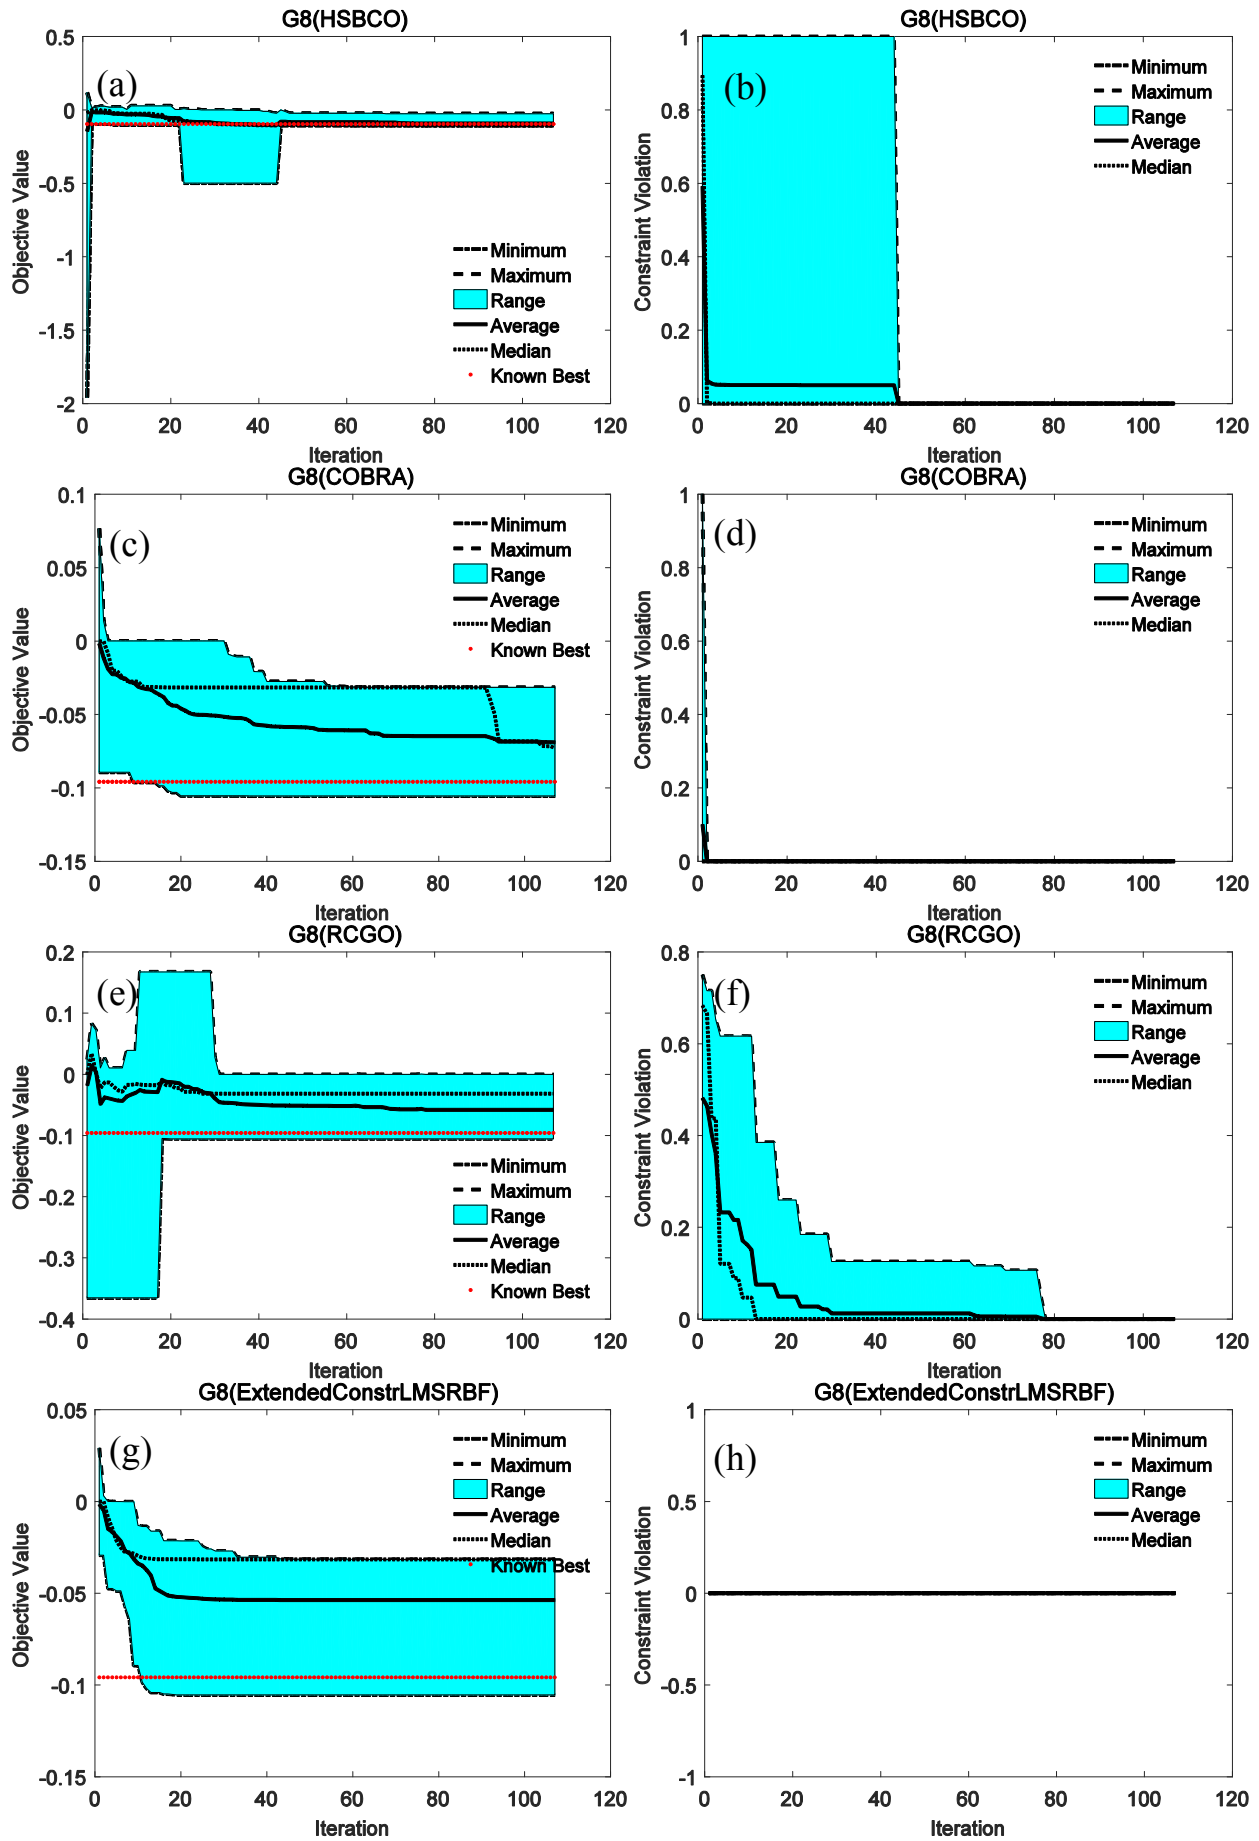 G8(HSBCO)
(a)
Objective Value
0.5
0
-0.5
-1
-1.5
-2
0 20 40 60 80 100 120
Iteration
Minimum
Maximum
Range
Average
Median
Known Best
G8(HSBCO)
(b)
Constraint Violation
1
0.8
0.6
0.4
0.2
0
0 20 40 60 80 100 120
Iteration
Minimum
Maximum
Range
Average
Median
G8(COBRA)
(c)
Objective Value
0.1
0.05
0
-0.05
-0.1
-0.15
0 20 40 60 80 100 120
Iteration
Minimum
Maximum
Range
Average
Median
Known Best
G8(COBRA)
(d)
Constraint Violation
1
0.8
0.6
0.4
0.2
0
0 20 40 60 80 100 120
Iteration
Minimum
Maximum
Range
Average
Median
G8(RCGO)
(e)
Objective Value
0.2
0.1
0
-0.1
-0.2
-0.3
-0.4
0 20 40 60 80 100 120
Iteration
Minimum
Maximum
Range
Average
Median
Known Best
G8(RCGO)
(f)
Constraint Violation
0.8
0.6
0.4
0.2
0
0 20 40 60 80 100 120
Iteration
Minimum
Maximum
Range
Average
Median
G8(ExtendedConstrLMSRBF)
(g)
Objective Value
0.05
0
-0.05
-0.1
-0.15
0 20 40 60 80 100 120
Iteration
Minimum
Maximum
Range
Average
Median
Known Best
G8(ExtendedConstrLMSRBF)
(h)
Constraint Violation
1
0.5
0
-0.5
-1
0 20 40 60 80 100 120
Iteration
Minimum
Maximum
Range
Average
Median